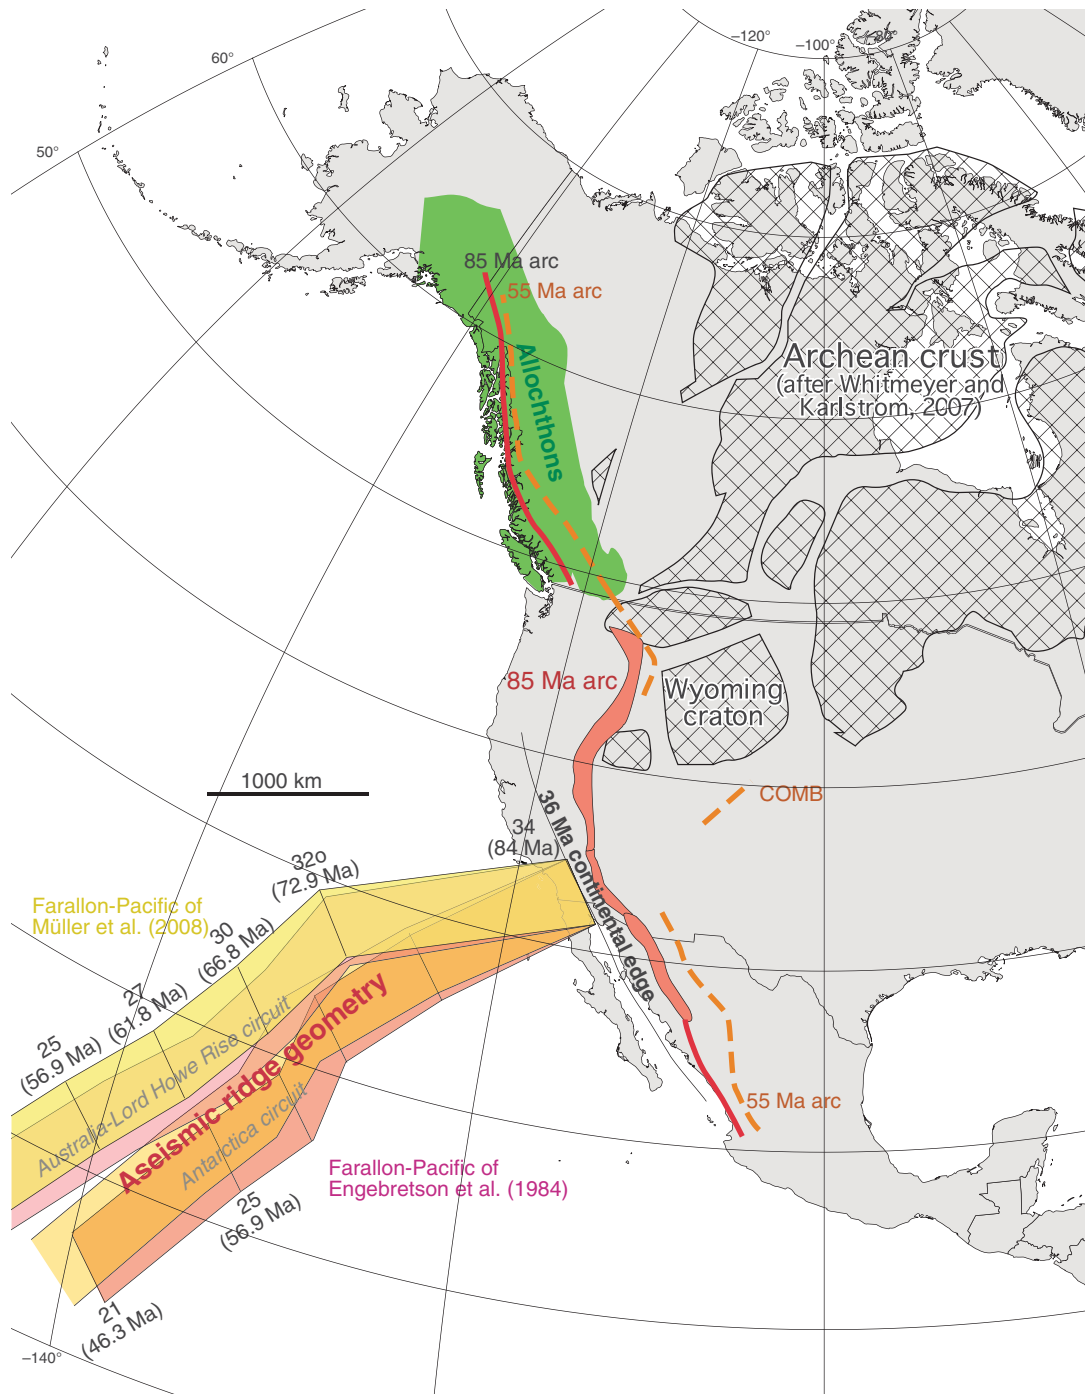 -120°
-100°
-80°
60°
50°
85 Ma arc
55 Ma arc
Allochthons
Archean crust
(after Whitmeyer and
Karlstrom, 2007)
85 Ma arc
Wyoming
craton
1000 km
COMB
36 Ma continental edge
34
(84 Ma)
32o
(72.9 Ma)
Farallon-Pacific of
Müller et al. (2008)
30
(66.8 Ma)
27
(61.8 Ma)
25
(56.9 Ma)
Australia-Lord Howe Rise circuit
Aseismic ridge geometry
Antarctica circuit
55 Ma arc
Farallon-Pacific of
Engebretson et al. (1984)
25
(56.9 Ma)
21
(46.3 Ma)
-140°